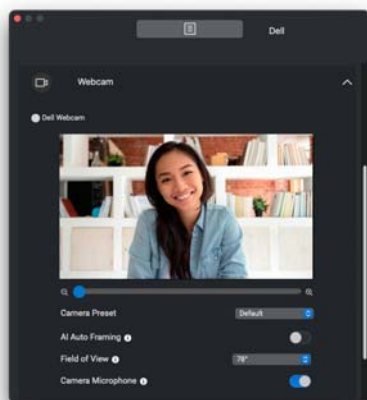 Dell
Webcam
Dell Webcam
Camera Preset
Default
AI Auto Framing
Field of View
78°
Camera Microphone